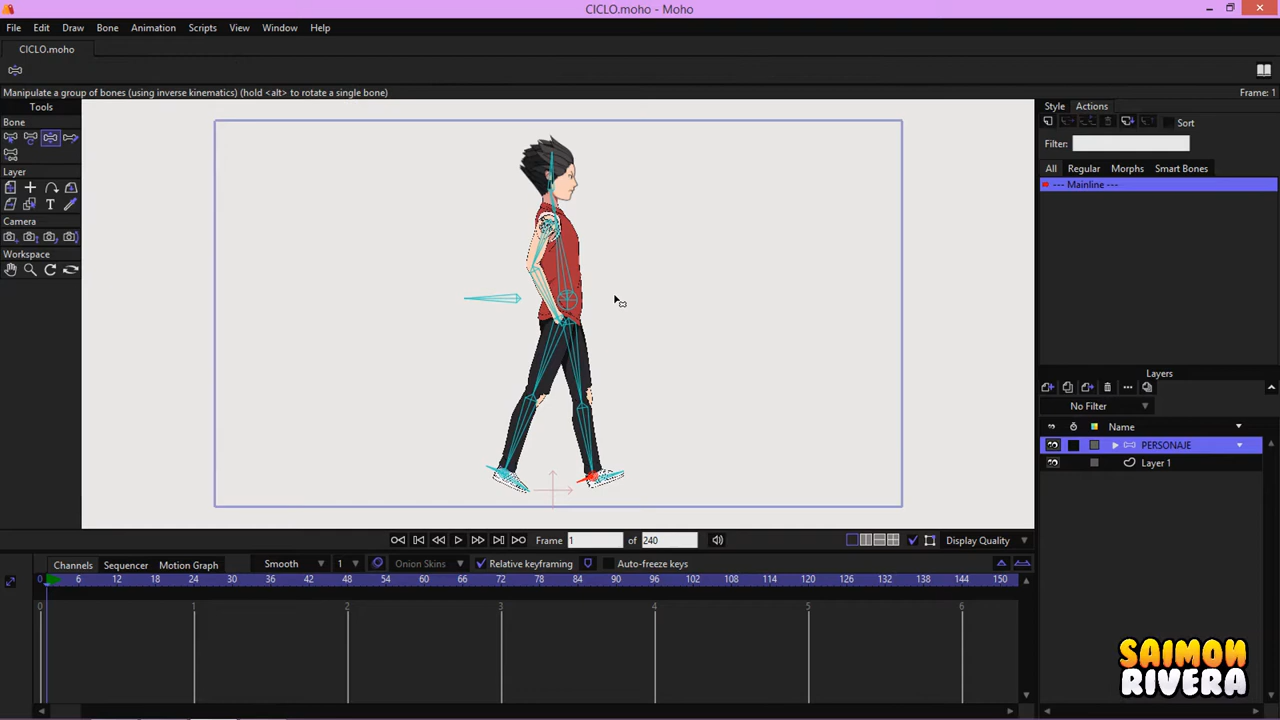 CICLO.moho - Moho
File Edit Draw Bone Animation Scripts View Window Help
CICLO.moho
Manipulate a group of bones (using inverse kinematics) (hold <alt> to rotate a single bone)
Frame: 1
Tools
Bone
Layer
T
Camera
Workspace
Style Actions
Sort
Filter:
All Regular Morphs Smart Bones
--- Mainline ---
Layers
No Filter
Name
PERSONAJE
Layer 1
Frame 1 of 240 Display Quality
Channels Sequencer Motion Graph Smooth 1 Onion Skins Relative keyframing Auto-freeze keys
0 6 12 18 24 30 36 42 48 54 60 66 72 78 84 90 96 102 108 114 120 126 132 138 144 150
0 1 2 3 4 5 6
SAIMON
RIVERA